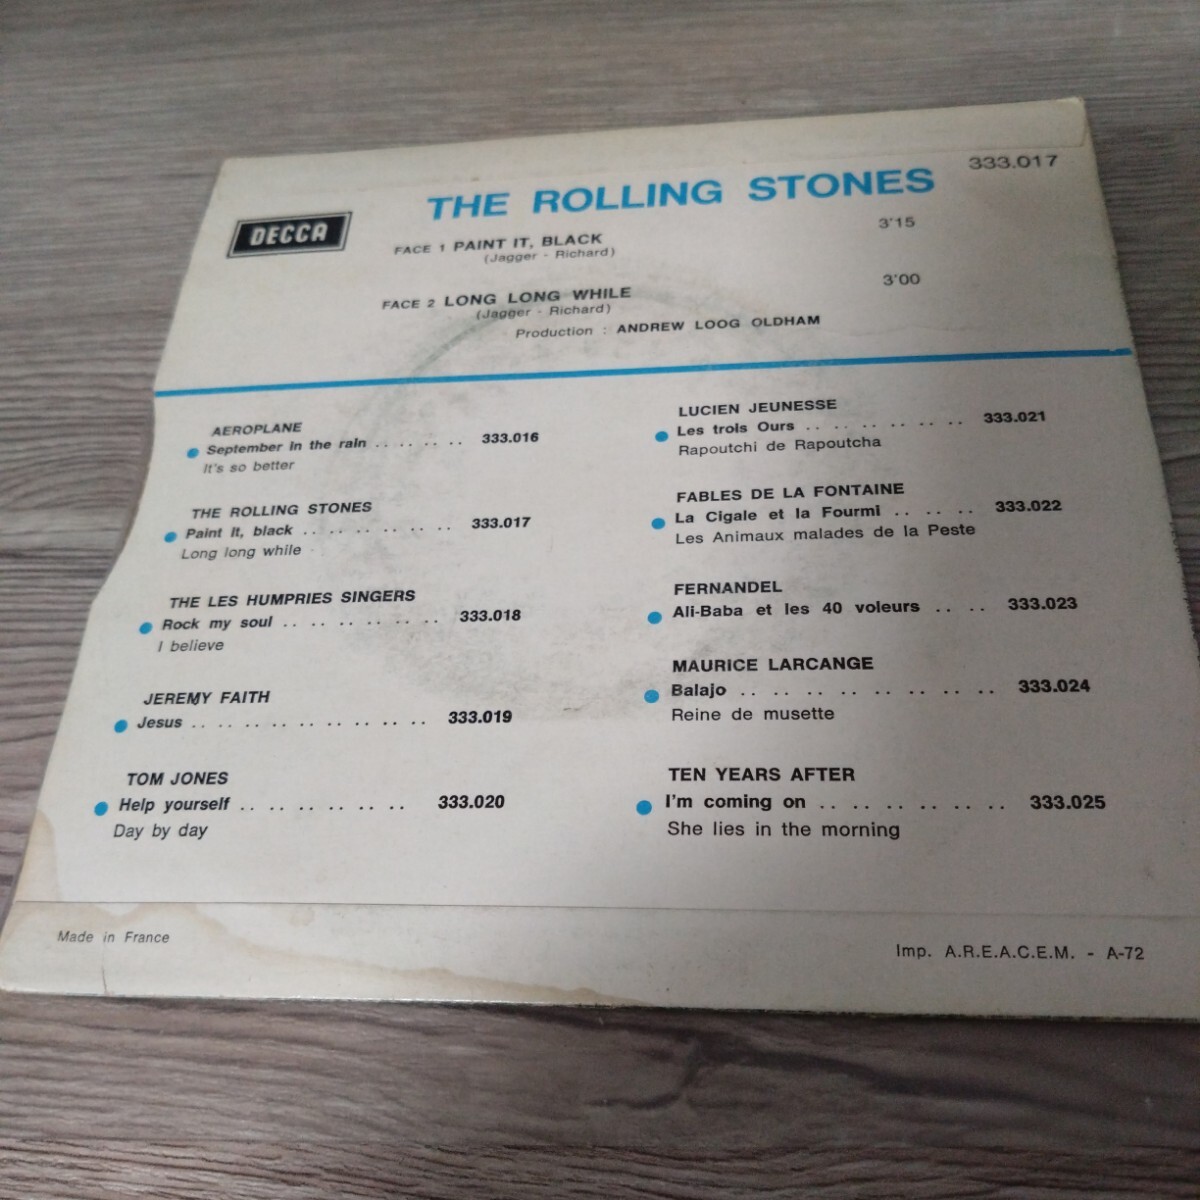 333.017
THE ROLLING STONES
DECCA
FACE 1 PAINT IT, BLACK 3'15
(Jagger - Richard)
FACE 2 LONG LONG WHILE 3'00
(Jagger - Richard)
Production : ANDREW LOOG OLDHAM
AEROPLANE
September in the rain .. .. .. .. 333.016
It's so better
THE ROLLING STONES
Paint it, black .. .. .. .. .. .. 333.017
Long long while
THE LES HUMPRIES SINGERS
Rock my soul .. .. .. .. .. .. 333.018
I believe
JEREMY FAITH
Jesus .. .. .. .. .. .. .. .. .. 333.019
TOM JONES
Help yourself .. .. .. .. .. .. 333.020
Day by day
LUCIEN JEUNESSE
Les trois Ours .. .. .. .. .. .. 333.021
Rapoutchi de Rapoutcha
FABLES DE LA FONTAINE
La Cigale et la Fourmi .. .. .. 333.022
Les Animaux malades de la Peste
FERNANDEL
Ali-Baba et les 40 voleurs .. .. 333.023
MAURICE LARCANGE
Balajo .. .. .. .. .. .. .. .. 333.024
Reine de musette
TEN YEARS AFTER
I'm coming on .. .. .. .. .. .. 333.025
She lies in the morning
Made in France
Imp. A.R.E.A.C.E.M. - A-72